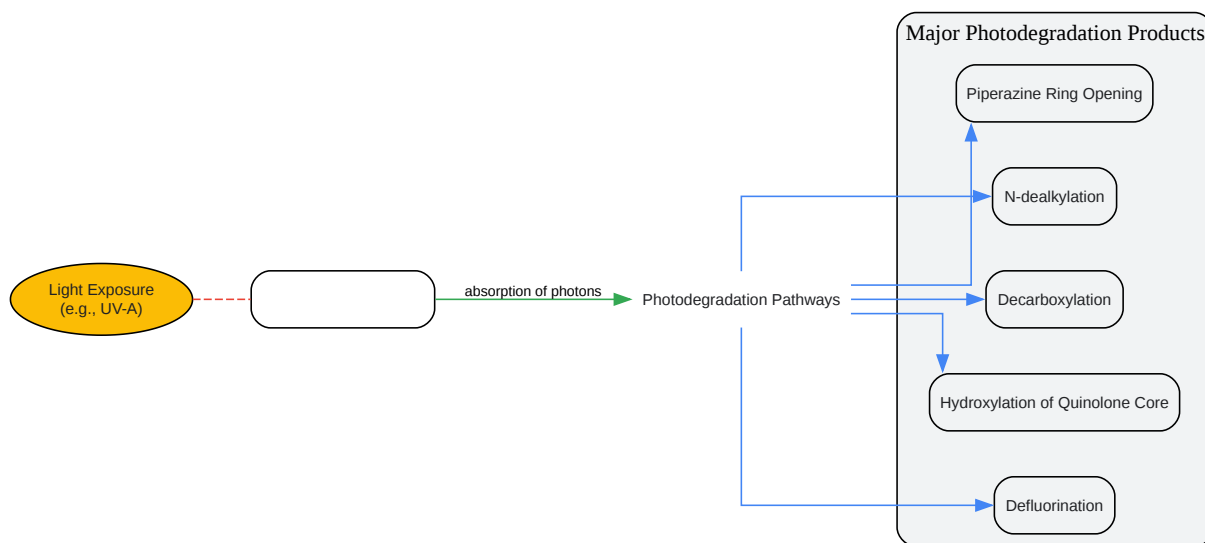 Major Photodegradation Products
Piperazine Ring Opening
N-dealkylation
Light Exposure
(e.g., UV-A)
absorption of photons
Photodegradation Pathways
Decarboxylation
Hydroxylation of Quinolone Core
Defluorination